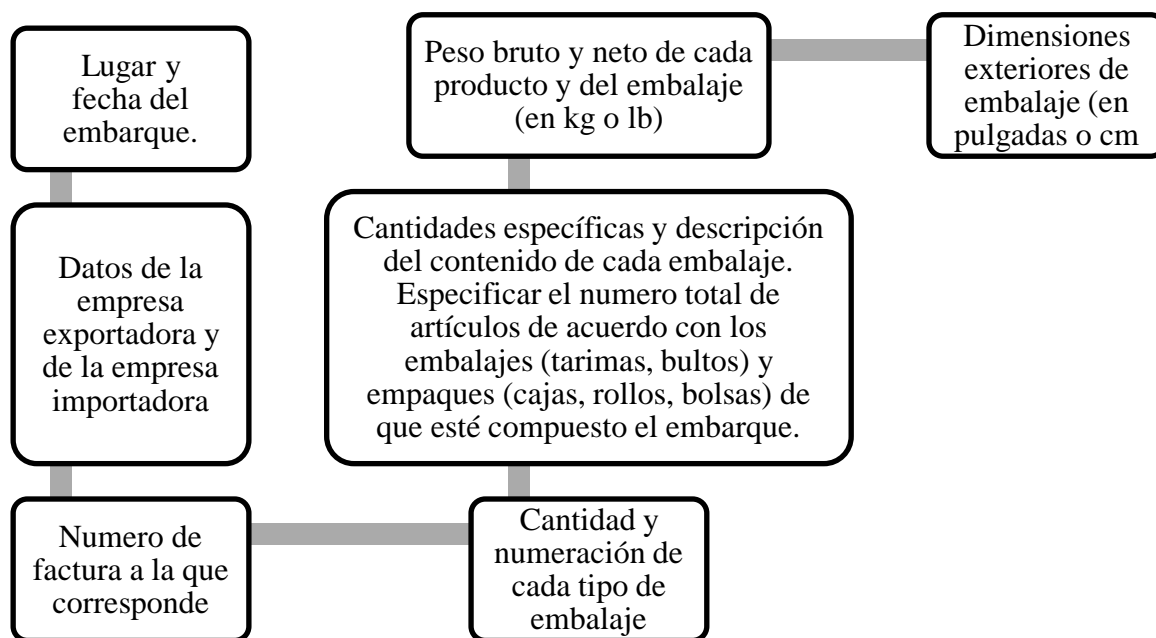 Lugar y
fecha del
embarque.
Datos de la
empresa
exportadora y
de la empresa
importadora
Numero de
factura a la que
corresponde
Cantidad y
numeración de
cada tipo de
embalaje
Cantidades específicas y descripción
del contenido de cada embalaje.
Especificar el numero total de
artículos de acuerdo con los
embalajes (tarimas, bultos) y
empaques (cajas, rollos, bolsas) de
que esté compuesto el embarque.
Peso bruto y neto de cada
producto y del embalaje
(en kg o lb)
Dimensiones
exteriores de
embalaje (en
pulgadas o cm